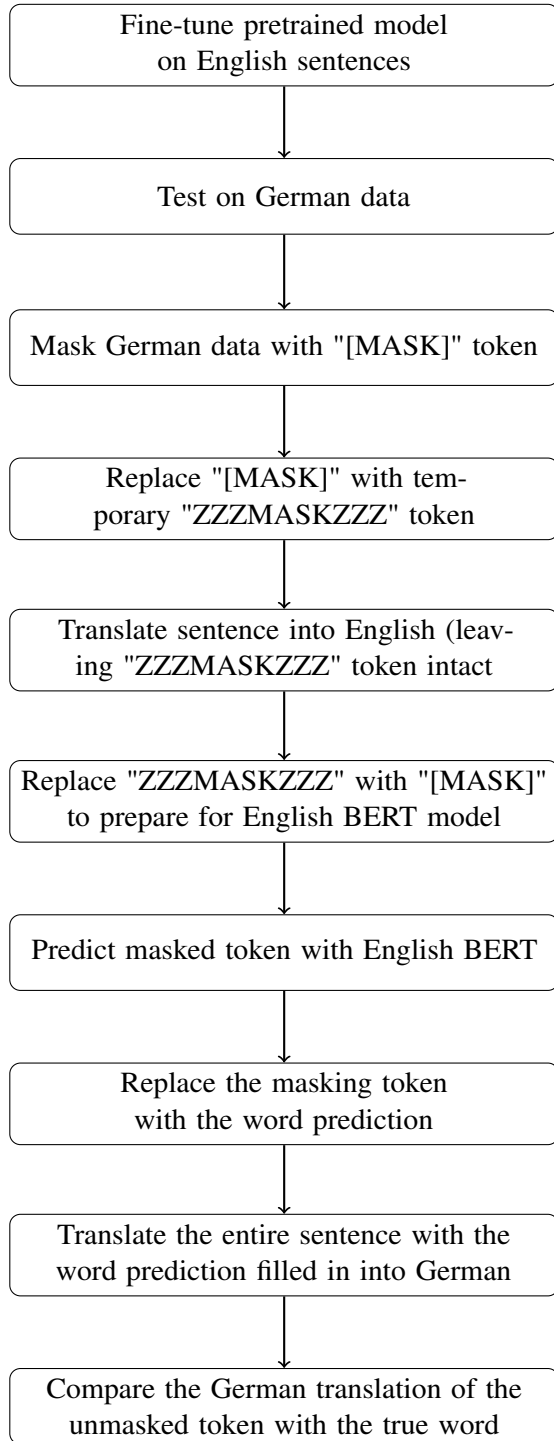 Fine-tune pretrained model
on English sentences
Test on German data
Mask German data with "[MASK]" token
Replace "[MASK]" with tem-
porary "ZZZMASKZZZ" token
Translate sentence into English (leav-
ing "ZZZMASKZZZ" token intact
Replace "ZZZMASKZZZ" with "[MASK]"
to prepare for English BERT model
Predict masked token with English BERT
Replace the masking token
with the word prediction
Translate the entire sentence with the
word prediction filled in into German
Compare the German translation of the
unmasked token with the true word